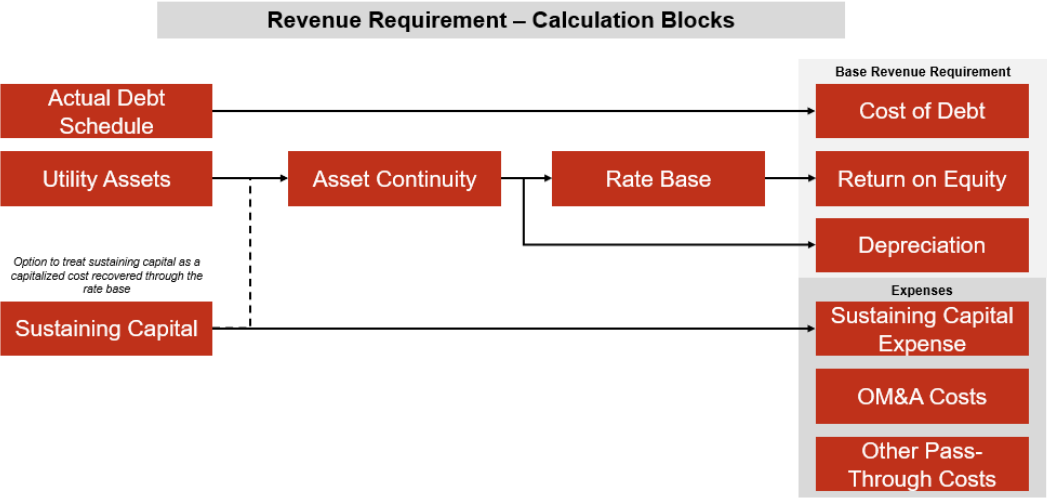 Revenue Requirement – Calculation Blocks
Base Revenue Requirement
Actual Debt
Schedule
Cost of Debt
Utility Assets
Asset Continuity
Rate Base
Return on Equity
Depreciation
Option to treat sustaining capital as a
capitalized cost recovered through the
rate base
Expenses
Sustaining Capital
Sustaining Capital
Expense
OM&A Costs
Other Pass-
Through Costs